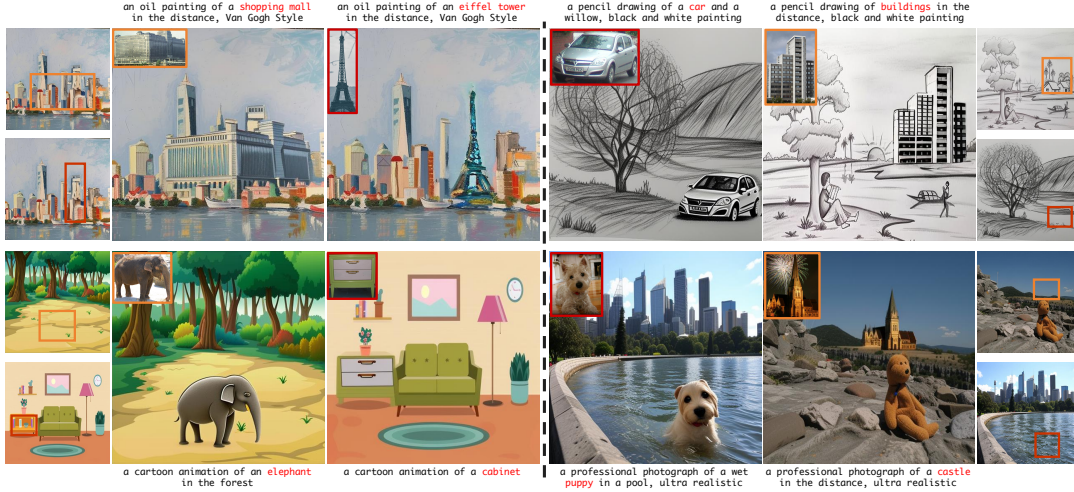 an oil painting of a shopping mall
in the distance, Van Gogh Style
an oil painting of an eiffel tower
in the distance, Van Gogh Style
a pencil drawing of a car and a
willow, black and white painting
a pencil drawing of buildings in the
distance, black and white painting
a cartoon animation of an elephant
in the forest
a cartoon animation of a cabinet
a professional photograph of a wet
puppy in a pool, ultra realistic
a professional photograph of a castle
in the distance, ultra realistic